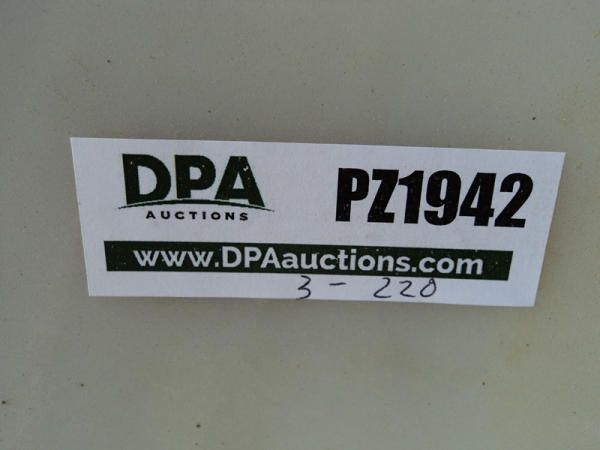 DPA
AUCTIONS
PZ1942
www.DPAauctions.com
3 - 220